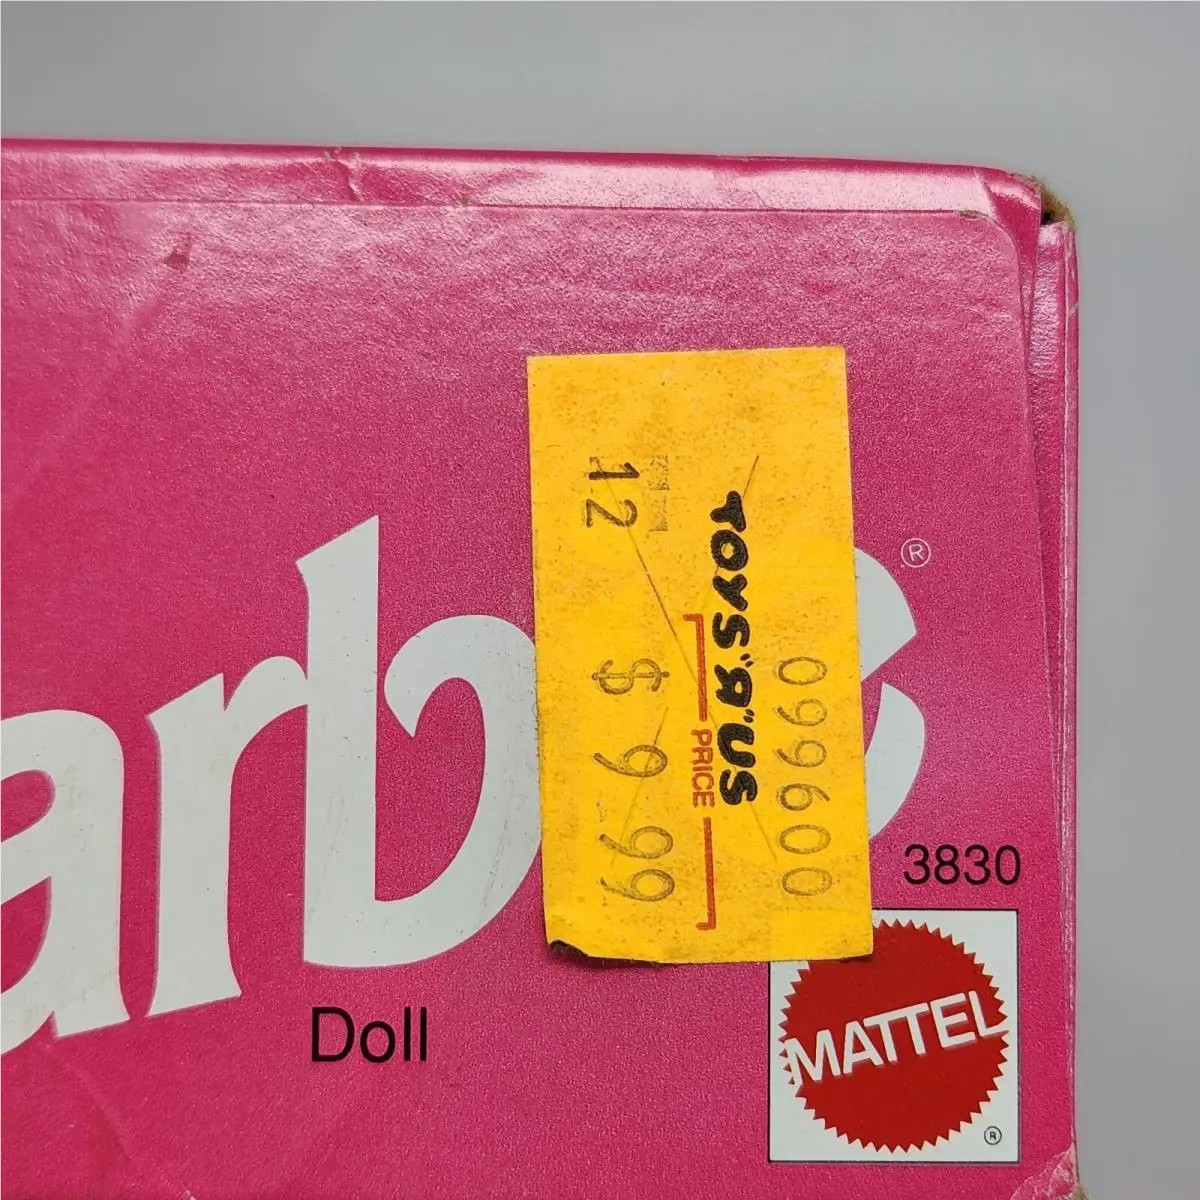 arb ®
Doll
3830
MATTEL ®
099600
TOYS "R" US
PRICE
12 $ 9 99